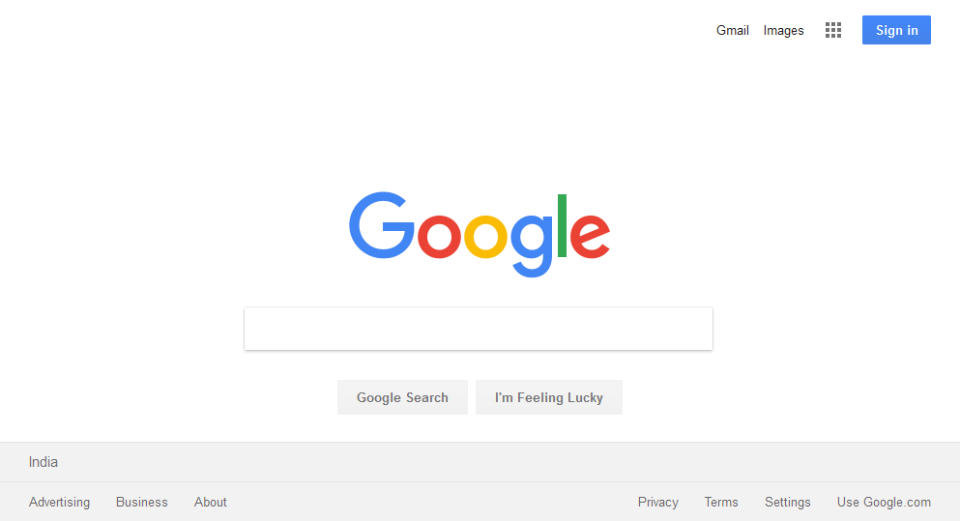 Gmail Images Sign in
Google
Google Search I'm Feeling Lucky
India
Advertising Business About Privacy Terms Settings Use Google.com